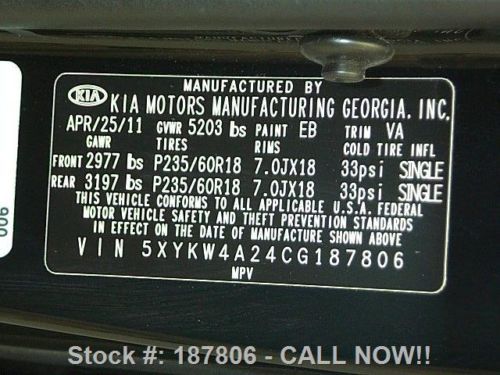 MANUFACTURED BY
KIA KIA MOTORS MANUFACTURING GEORGIA, INC.
APR/25/11 GVWR 5203 lbs PAINT EB TRIM VA
GAWR TIRES RIMS COLD TIRE INFL
FRONT 2977 lbs P235/60R18 7.0JX18 33psi SINGLE
REAR 3197 lbs P235/60R18 7.0JX18 33psi SINGLE
THIS VEHICLE CONFORMS TO ALL APPLICABLE U.S.A. FEDERAL
MOTOR VEHICLE SAFETY AND THEFT PREVENTION STANDARDS
IN EFFECT ON THE DATE OF MANUFACTURE SHOWN ABOVE
VIN 5XYKW4A24CG187806
MPV
006
Stock #: 187806 - CALL NOW!!